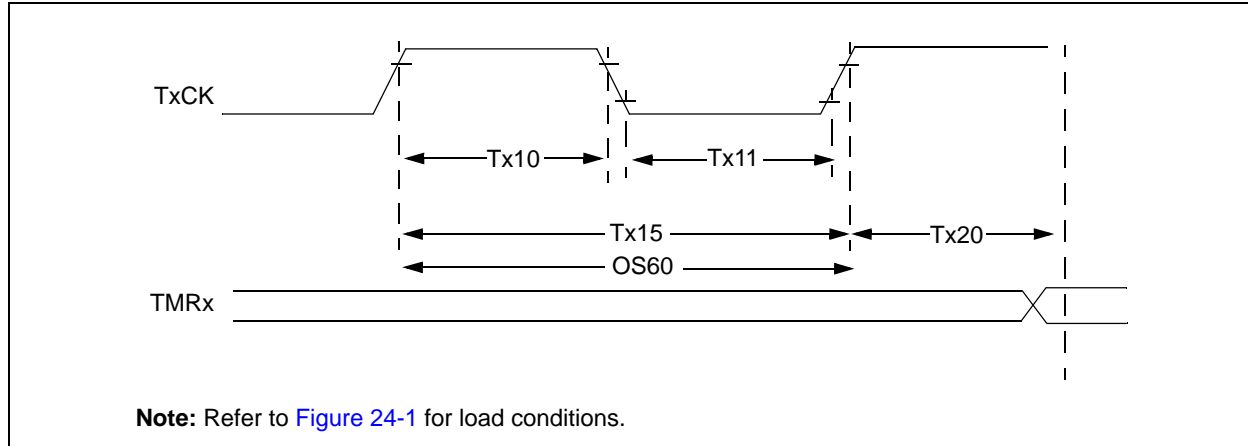 TxCK
Tx10
Tx11
Tx15
Tx20
OS60
TMRx
Note: Refer to Figure 24-1 for load conditions.